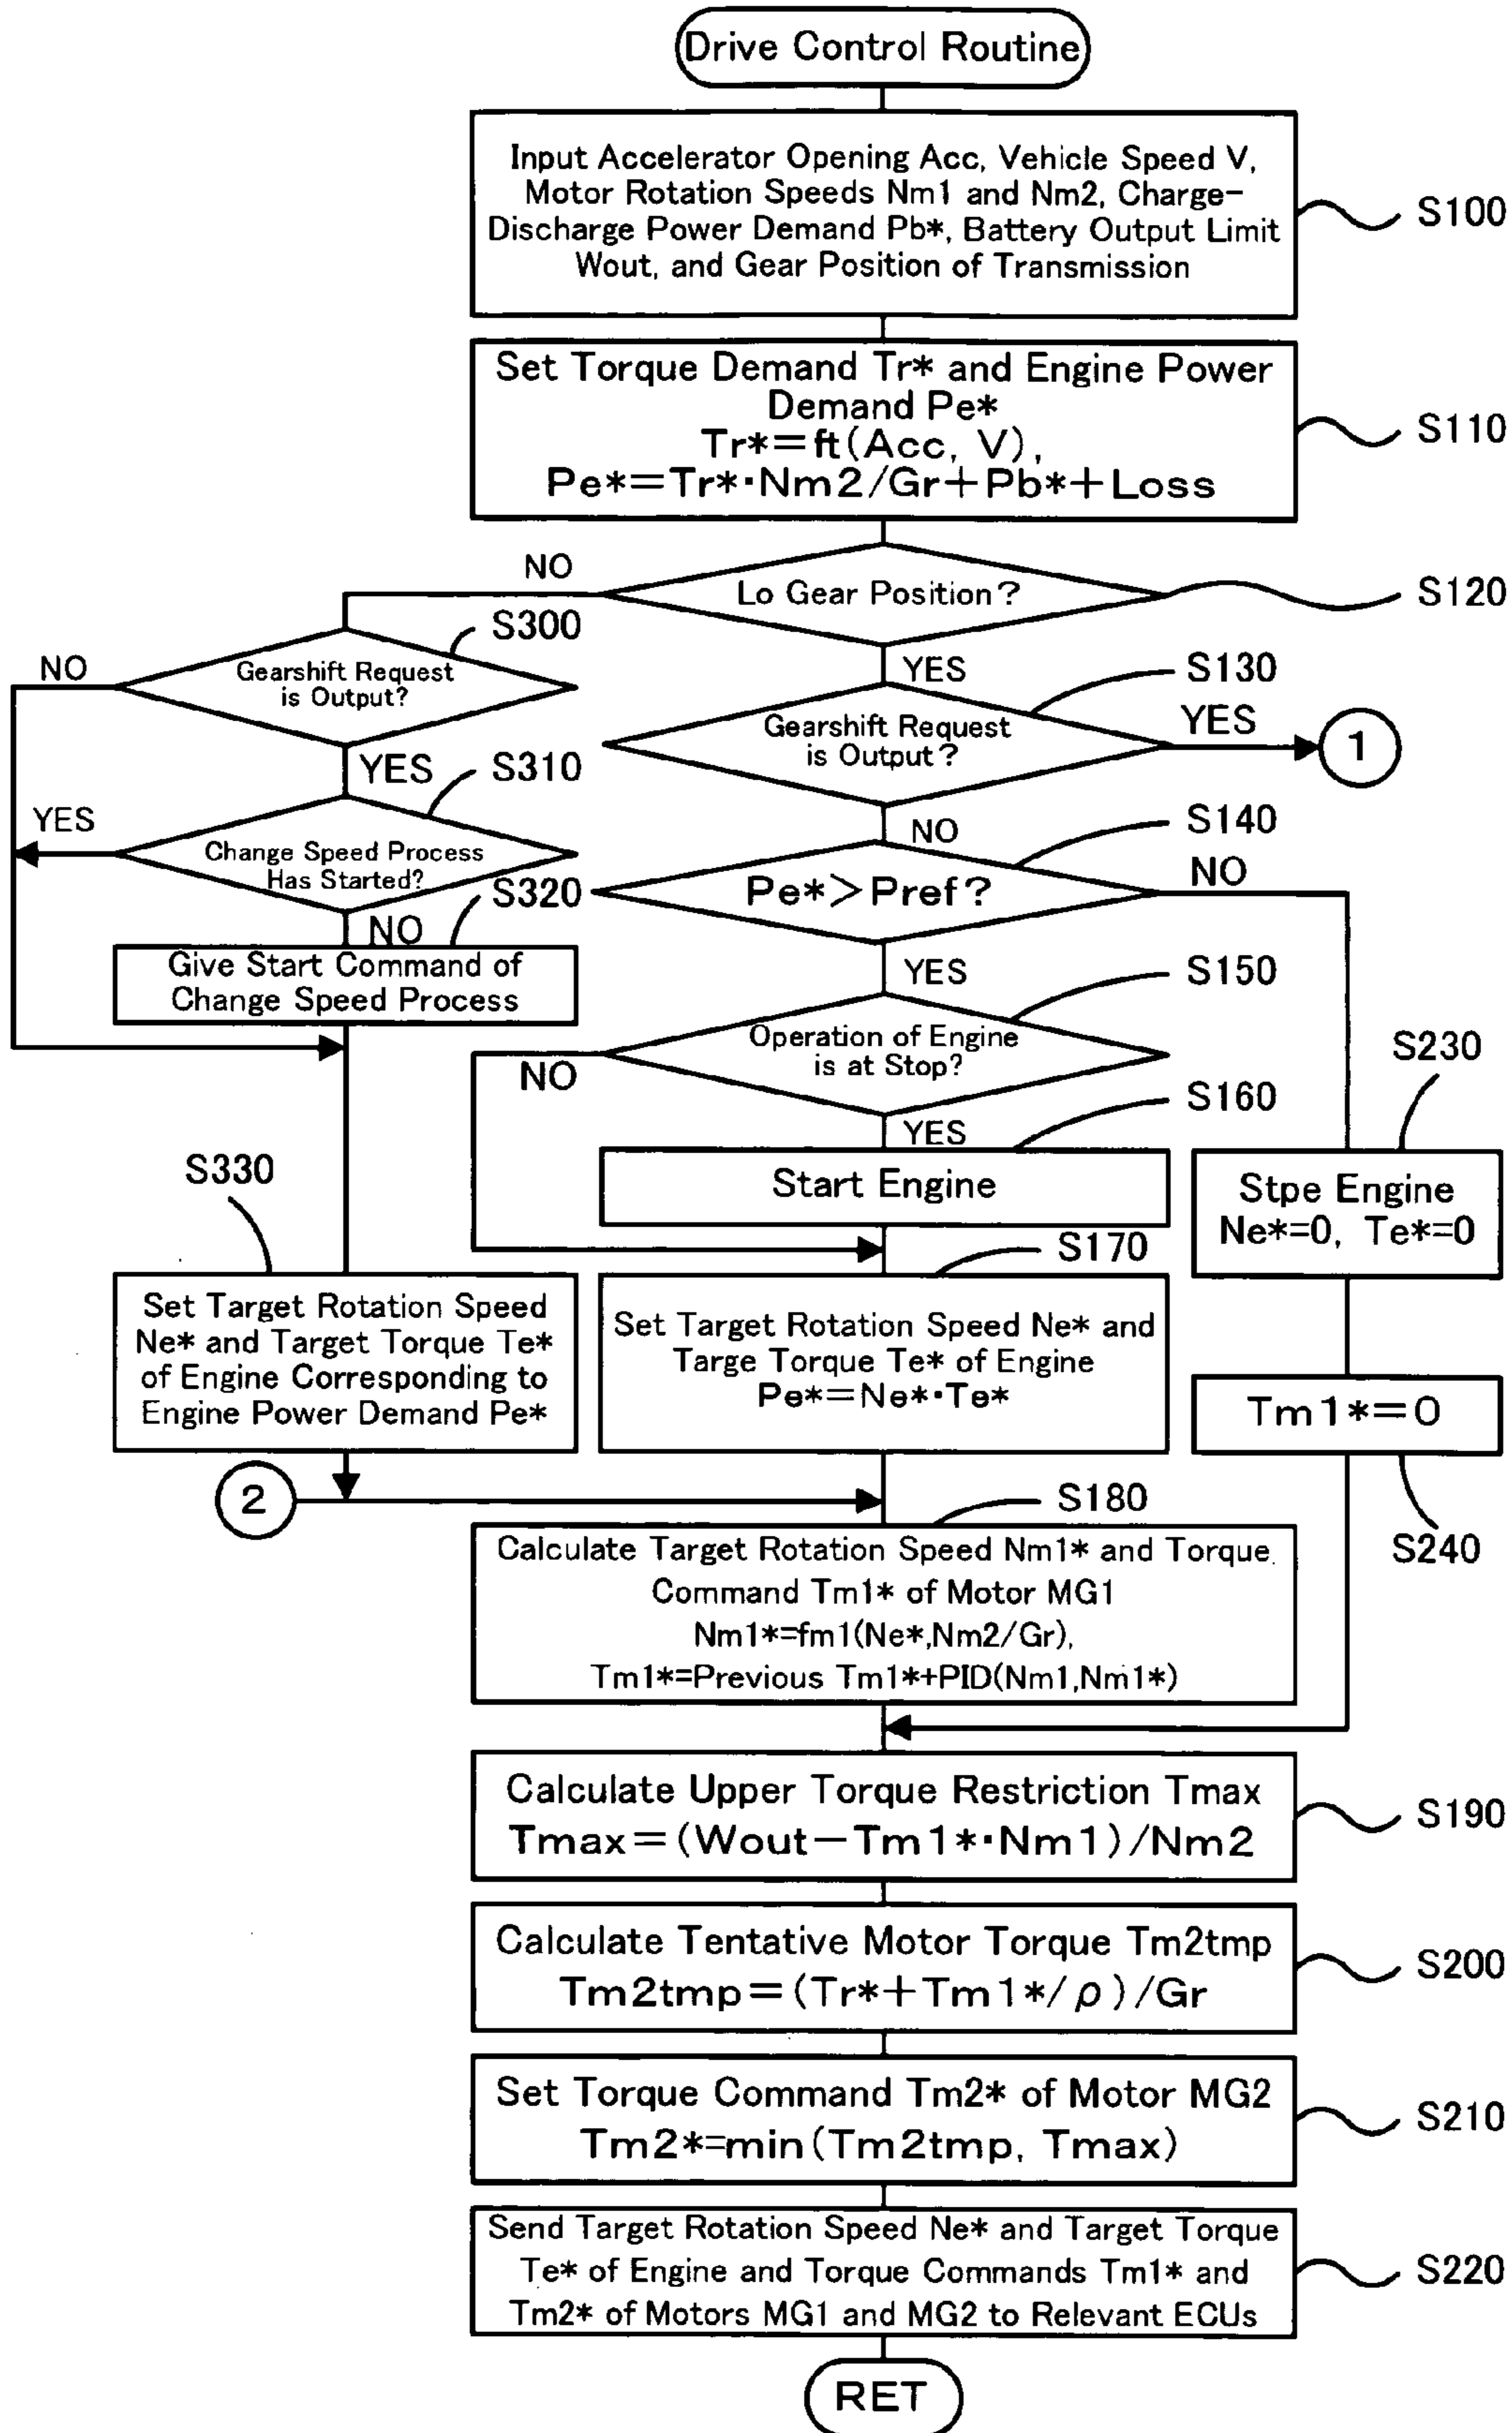 Drive Control Routine
Input Accelerator Opening Acc, Vehicle Speed V,
Motor Rotation Speeds Nm1 and Nm2, Charge-
Discharge Power Demand Pb*, Battery Output Limit
Wout, and Gear Position of Transmission
S100
Set Torque Demand Tr* and Engine Power
Demand Pe*
Tr*=ft(Acc, V),
Pe*=Tr*·Nm2/Gr+Pb*+Loss
S110
NO
Lo Gear Position?
S120
YES
S300
NO
Gearshift Request
is Output?
YES
S130
Gearshift Request
is Output?
YES
1
NO
S310
YES
Change Speed Process
Has Started?
NO
S140
Pe*>Pref?
NO
YES
S320
Give Start Command of
Change Speed Process
S150
Operation of Engine
is at Stop?
NO
YES
S160
Start Engine
S230
Stpe Engine
Ne*=0, Te*=0
S330
Set Target Rotation Speed
Ne* and Target Torque Te*
of Engine Corresponding to
Engine Power Demand Pe*
S170
Set Target Rotation Speed Ne* and
Targe Torque Te* of Engine
Pe*=Ne*·Te*
Tm1*=0
S240
2
S180
Calculate Target Rotation Speed Nm1* and Torque
Command Tm1* of Motor MG1
Nm1*=fm1(Ne*,Nm2/Gr),
Tm1*=Previous Tm1*+PID(Nm1,Nm1*)
Calculate Upper Torque Restriction Tmax
Tmax=(Wout-Tm1*·Nm1)/Nm2
S190
Calculate Tentative Motor Torque Tm2tmp
Tm2tmp=(Tr*+Tm1*/ρ)/Gr
S200
Set Torque Command Tm2* of Motor MG2
Tm2*=min(Tm2tmp, Tmax)
S210
Send Target Rotation Speed Ne* and Target Torque
Te* of Engine and Torque Commands Tm1* and
Tm2* of Motors MG1 and MG2 to Relevant ECUs
S220
RET